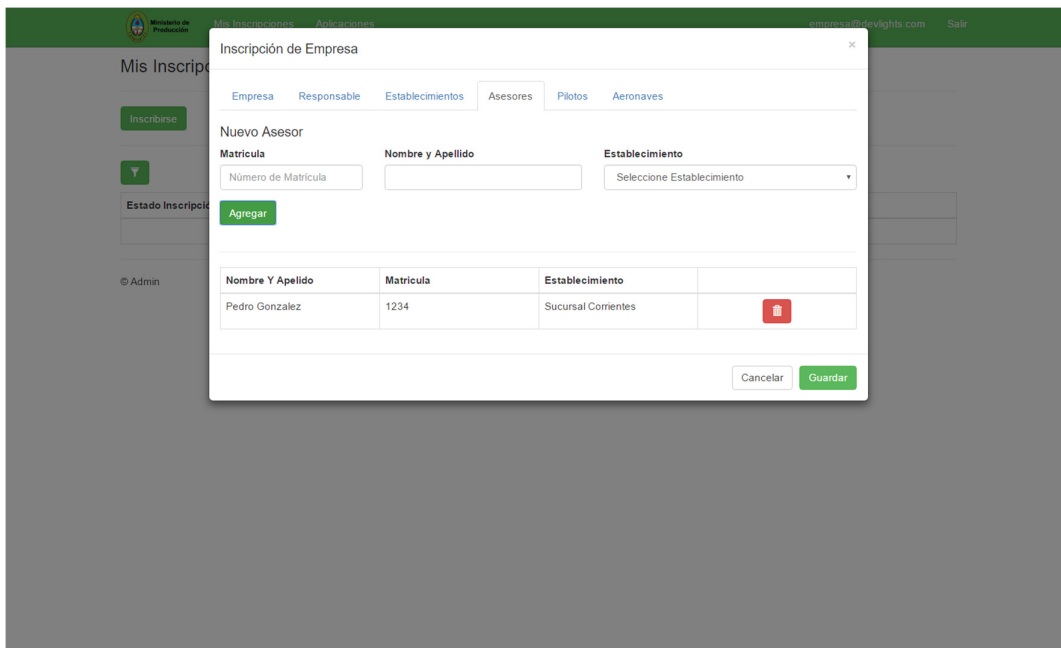 Ministerio de
Producción
Mis Inscripciones
Aplicaciones
empresa@devlights.com
Salir
Mis Inscripc
Inscribirse
Estado Inscripció
© Admin
Inscripción de Empresa
×
Empresa
Responsable
Establecimientos
Asesores
Pilotos
Aeronaves
Nuevo Asesor
Matricula
Nombre y Apellido
Establecimiento
Número de Matrícula
Seleccione Establecimiento
Agregar
Nombre Y Apelido
Matricula
Establecimiento
Pedro Gonzalez
1234
Sucursal Corrientes
Cancelar
Guardar